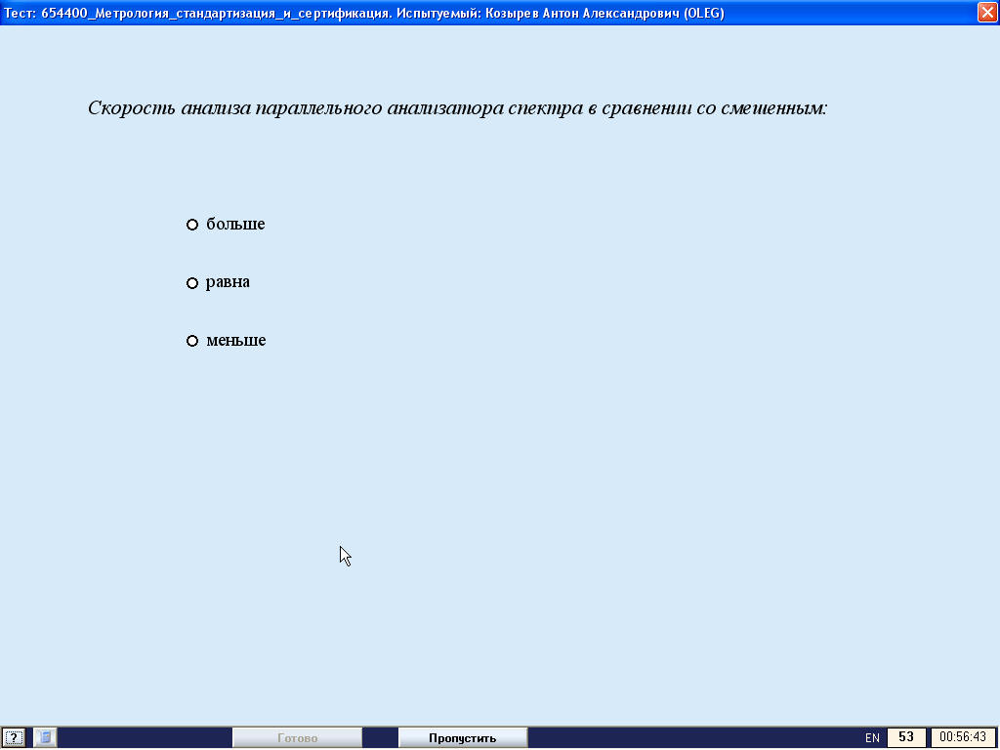 Тест: 654400_Метрология_стандартизация_и_сертификация. Испытуемый: Козырев Антон Александрович (OLEG)
Скорость анализа параллельного анализатора спектра в сравнении со смешенным:
больше
равна
меньше
?
Готово
Пропустить
EN
53
00:56:43